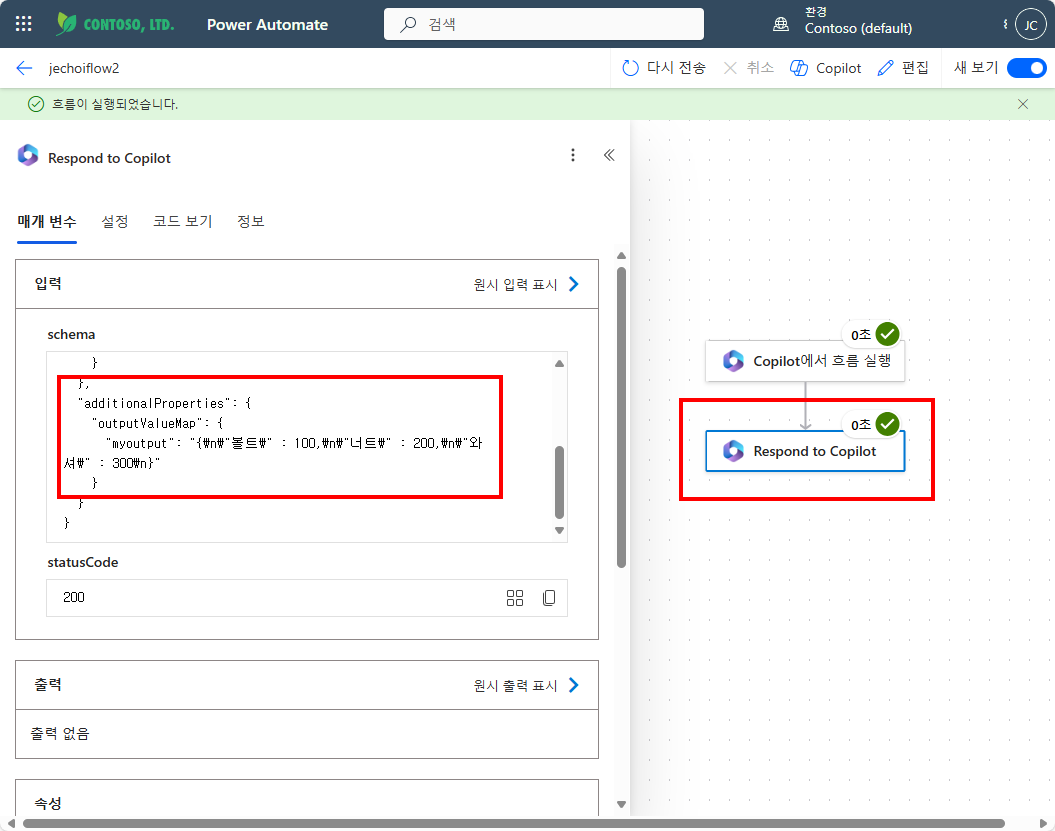 CONTOSO, LTD.
Power Automate
검색
환경
Contoso (default)
JC
jechoiflow2
다시 전송
취소
Copilot
편집
새 보기
흐름이 실행되었습니다.
Respond to Copilot
매개 변수
설정
코드 보기
정보
입력
원시 입력 표시
schema
}
},
"additionalProperties": {
"outputValueMap": {
"myoutput": "{₩n₩"볼트₩" : 100,₩n₩"너트₩" : 200,₩n₩"와
셔₩" : 300₩n}"
}
}
}
statusCode
200
출력
원시 출력 표시
출력 없음
속성
0초
Copilot에서 흐름 실행
0초
Respond to Copilot